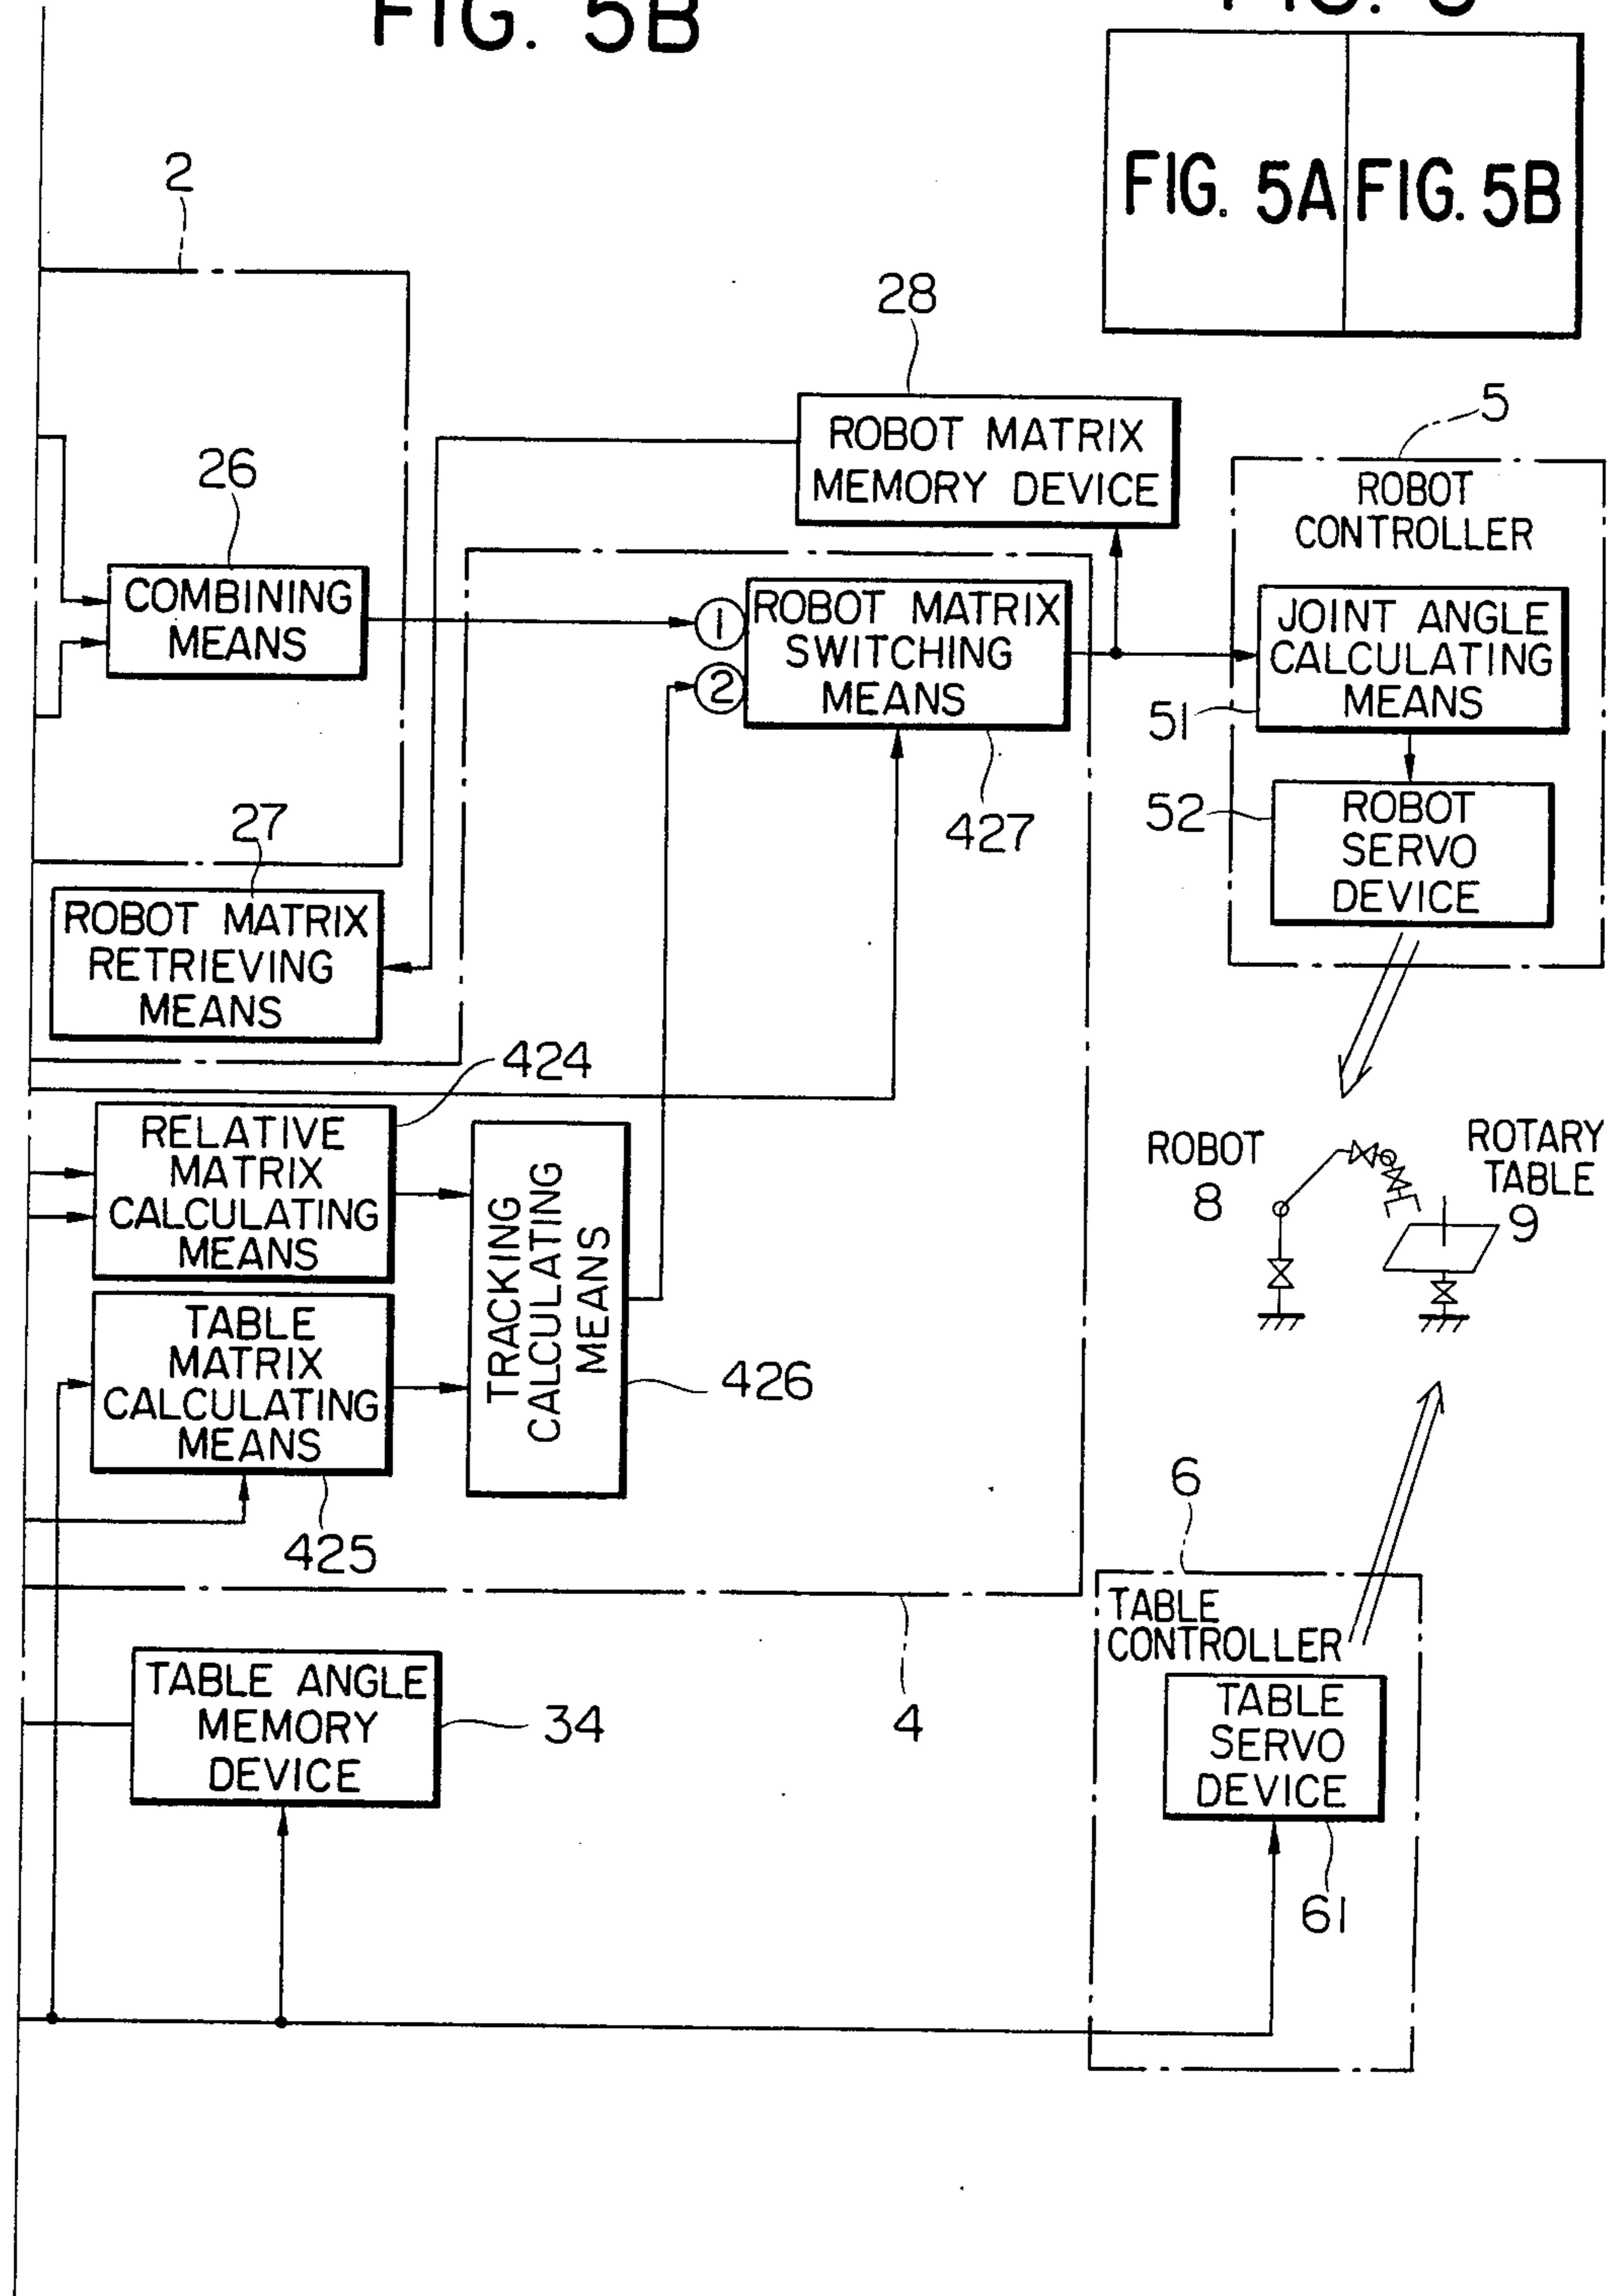 FIG. 5B
FIG. 5
FIG. 5A
FIG. 5B
2
28
ROBOT MATRIX
MEMORY DEVICE
5
ROBOT
CONTROLLER
26
COMBINING
MEANS
1
2
ROBOT MATRIX
SWITCHING
MEANS
427
JOINT ANGLE
CALCULATING
MEANS
51
52
ROBOT
SERVO
DEVICE
27
ROBOT MATRIX
RETRIEVING
MEANS
424
RELATIVE
MATRIX
CALCULATING
MEANS
TRACKING
CALCULATING
MEANS
426
TABLE
MATRIX
CALCULATING
MEANS
425
ROBOT
8
ROTARY
TABLE
9
6
TABLE
CONTROLLER
TABLE
SERVO
DEVICE
61
TABLE ANGLE
MEMORY
DEVICE
34
4